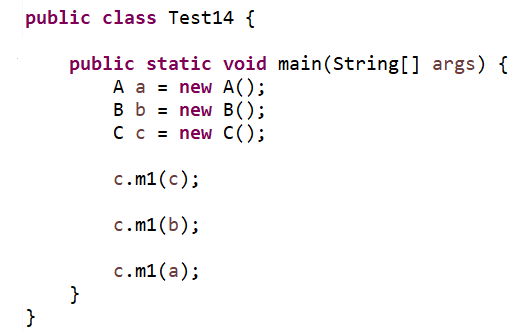 public class Test14 {
public static void main(String[] args) {
A a = new A();
B b = new B();
C c = new C();
c.m1(c);
c.m1(b);
c.m1(a);
}
}